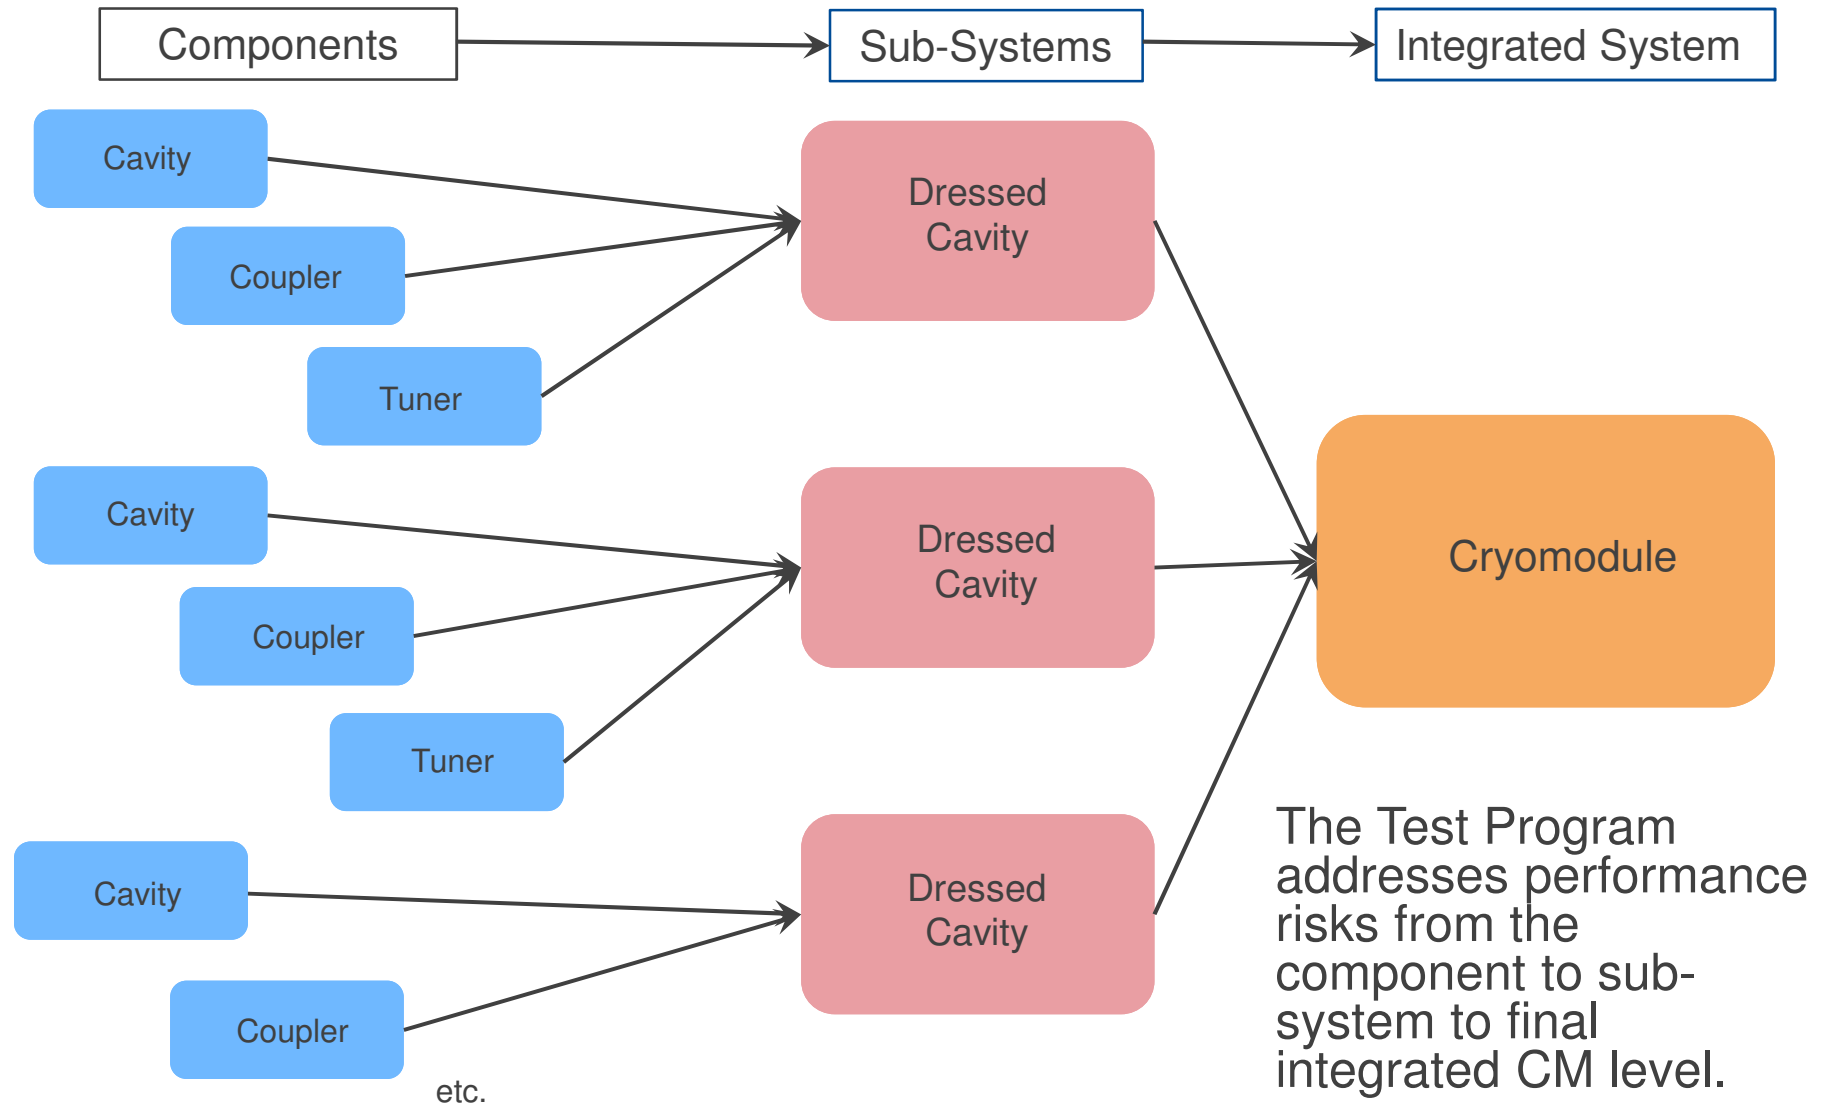 Components
Sub-Systems
Integrated System
Cavity
Coupler
Tuner
Dressed
Cavity
Cavity
Coupler
Tuner
Dressed
Cavity
Cavity
Coupler
etc.
Dressed
Cavity
Cryomodule
The Test Program
addresses performance
risks from the
component to sub-
system to final
integrated CM level.